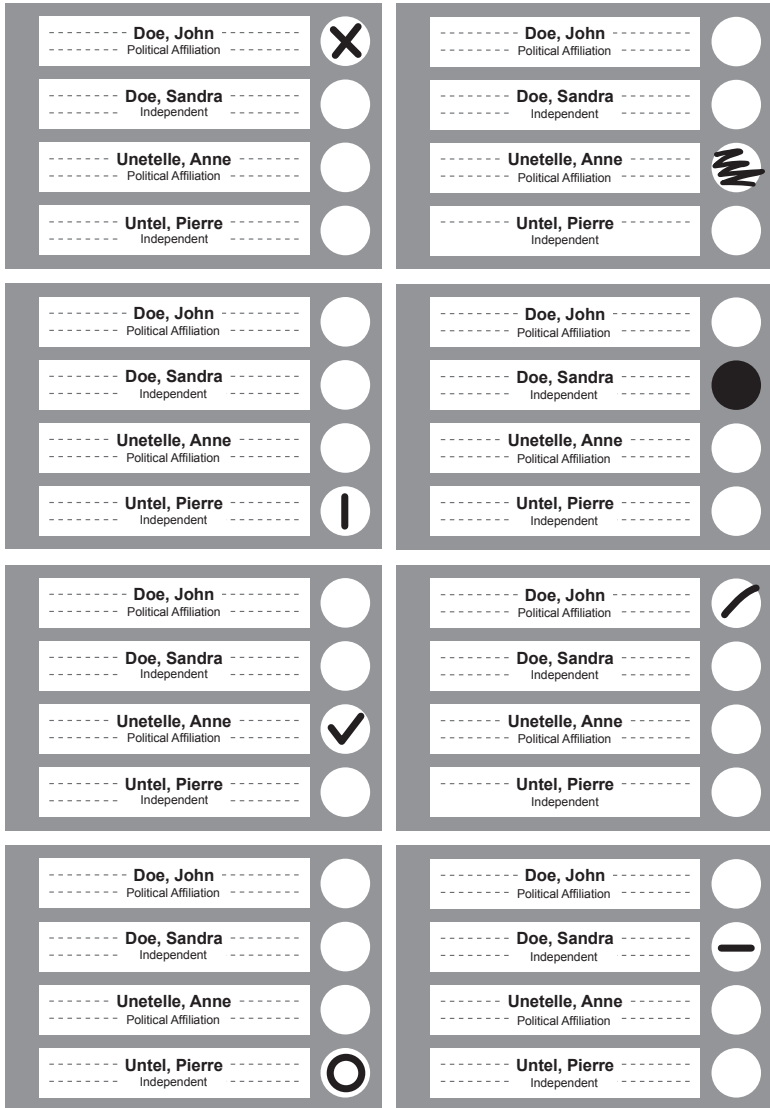 Doe, John
Political Affiliation
Doe, Sandra
Independent
Unetelle, Anne
Political Affiliation
Untel, Pierre
Independent
Doe, John
Political Affiliation
Doe, Sandra
Independent
Unetelle, Anne
Political Affiliation
Untel, Pierre
Independent
Doe, John
Political Affiliation
Doe, Sandra
Independent
Unetelle, Anne
Political Affiliation
Untel, Pierre
Independent
Doe, John
Political Affiliation
Doe, Sandra
Independent
Unetelle, Anne
Political Affiliation
Untel, Pierre
Independent
Doe, John
Political Affiliation
Doe, Sandra
Independent
Unetelle, Anne
Political Affiliation
Untel, Pierre
Independent
Doe, John
Political Affiliation
Doe, Sandra
Independent
Unetelle, Anne
Political Affiliation
Untel, Pierre
Independent
Doe, John
Political Affiliation
Doe, Sandra
Independent
Unetelle, Anne
Political Affiliation
Untel, Pierre
Independent
Doe, John
Political Affiliation
Doe, Sandra
Independent
Unetelle, Anne
Political Affiliation
Untel, Pierre
Independent